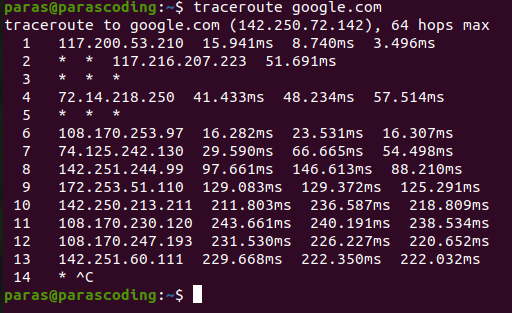 paras@parascoding:~$ traceroute google.com
traceroute to google.com (142.250.72.142), 64 hops max
1 117.200.53.210 15.941ms 8.740ms 3.496ms
2 * * 117.216.207.223 51.691ms
3 * * *
4 72.14.218.250 41.433ms 48.234ms 57.514ms
5 * * *
6 108.170.253.97 16.282ms 23.531ms 16.307ms
7 74.125.242.130 29.590ms 66.665ms 54.498ms
8 142.251.244.99 97.661ms 146.613ms 88.210ms
9 172.253.51.110 129.083ms 129.372ms 125.291ms
10 142.250.213.211 211.803ms 236.587ms 218.809ms
11 108.170.230.120 243.661ms 240.191ms 238.534ms
12 108.170.247.193 231.530ms 226.227ms 220.652ms
13 142.251.60.111 229.668ms 222.350ms 222.032ms
14 * ^C
paras@parascoding:~$